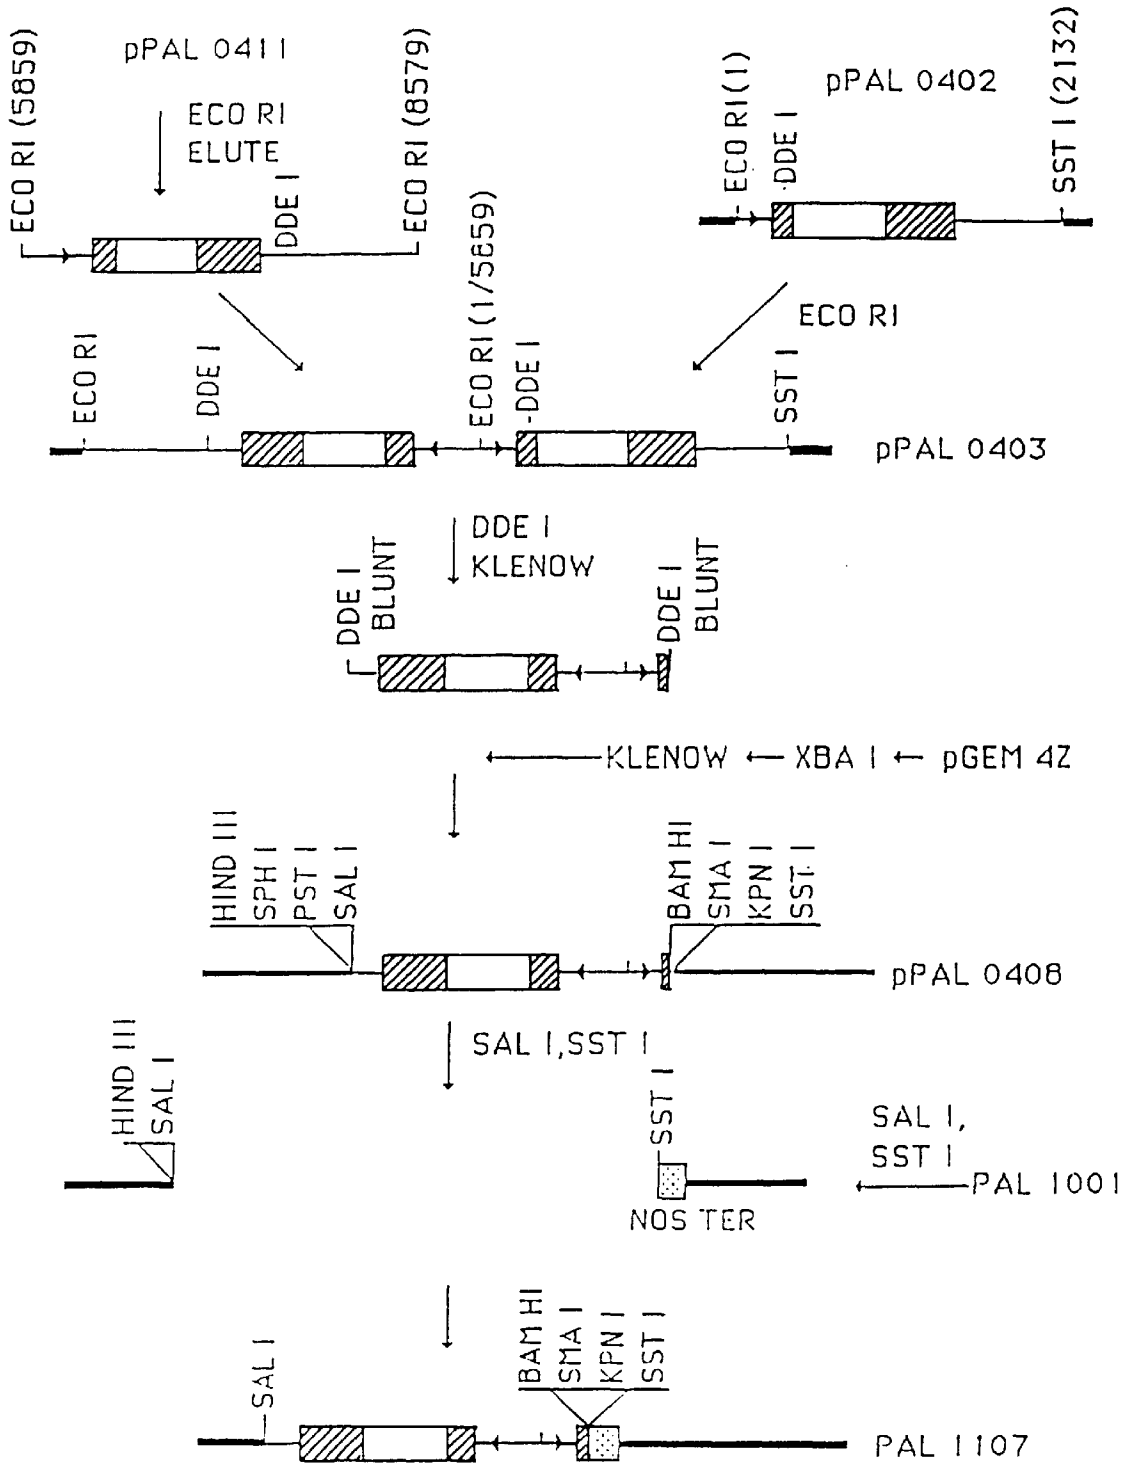 pPAL 0411
ECO RI (5859)
ECO RI
ELUTE
DDE I
ECO RI (8579)
pPAL 0402
ECO RI(1)
DDE I
SST I (2132)
ECO RI
ECO RI
DDE I
ECO RI (1/5859)
DDE I
SST I
pPAL 0403
DDE I
KLENOW
DDE I
BLUNT
DDE I
BLUNT
KLENOW
XBA I
pGEM 4Z
HIND III
SPH I
PST I
SAL I
BAM HI
SMA I
KPN I
SST I
pPAL 0408
SAL I,SST I
HIND III
SAL I
SST I
SAL I,
SST I
PAL 1001
NOS TER
BAM HI
SMA I
KPN I
SST I
SAL I
PAL 1107